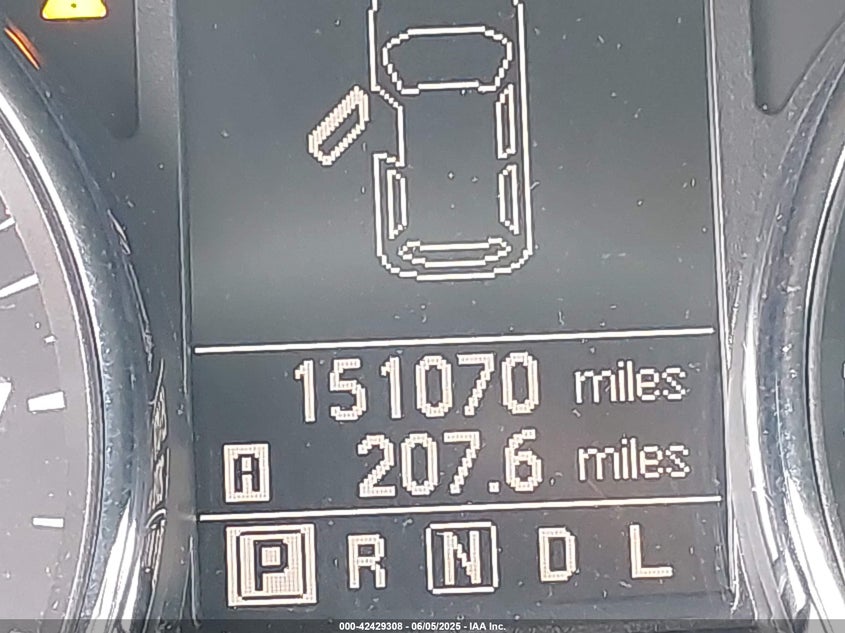 151070 miles
A 207.6 miles
P R N D L
000-42429308 - 06/05/2025 - IAA Inc.